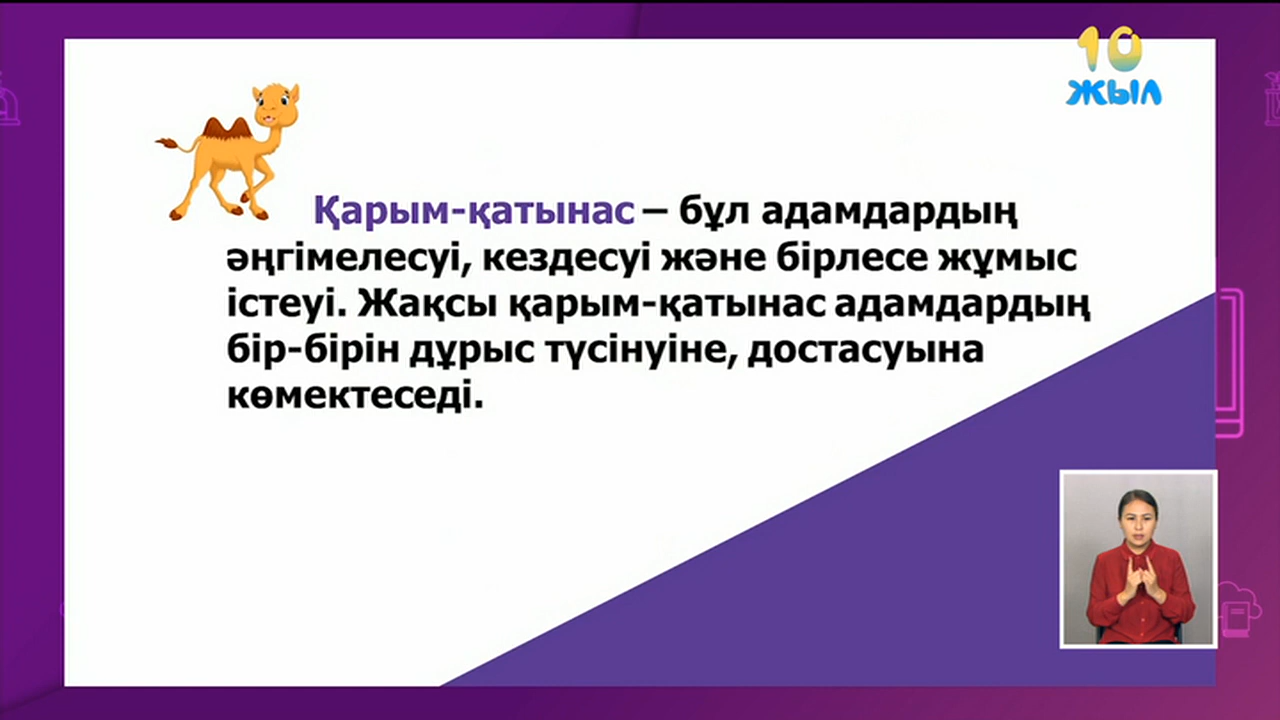 10
жыл
Қарым-қатынас – бұл адамдардың
әңгімелесуі, кездесуі және бірлесе жұмыс
істеуі. Жақсы қарым-қатынас адамдардың
бір-бірін дұрыс түсінуіне, достасуына
көмектеседі.